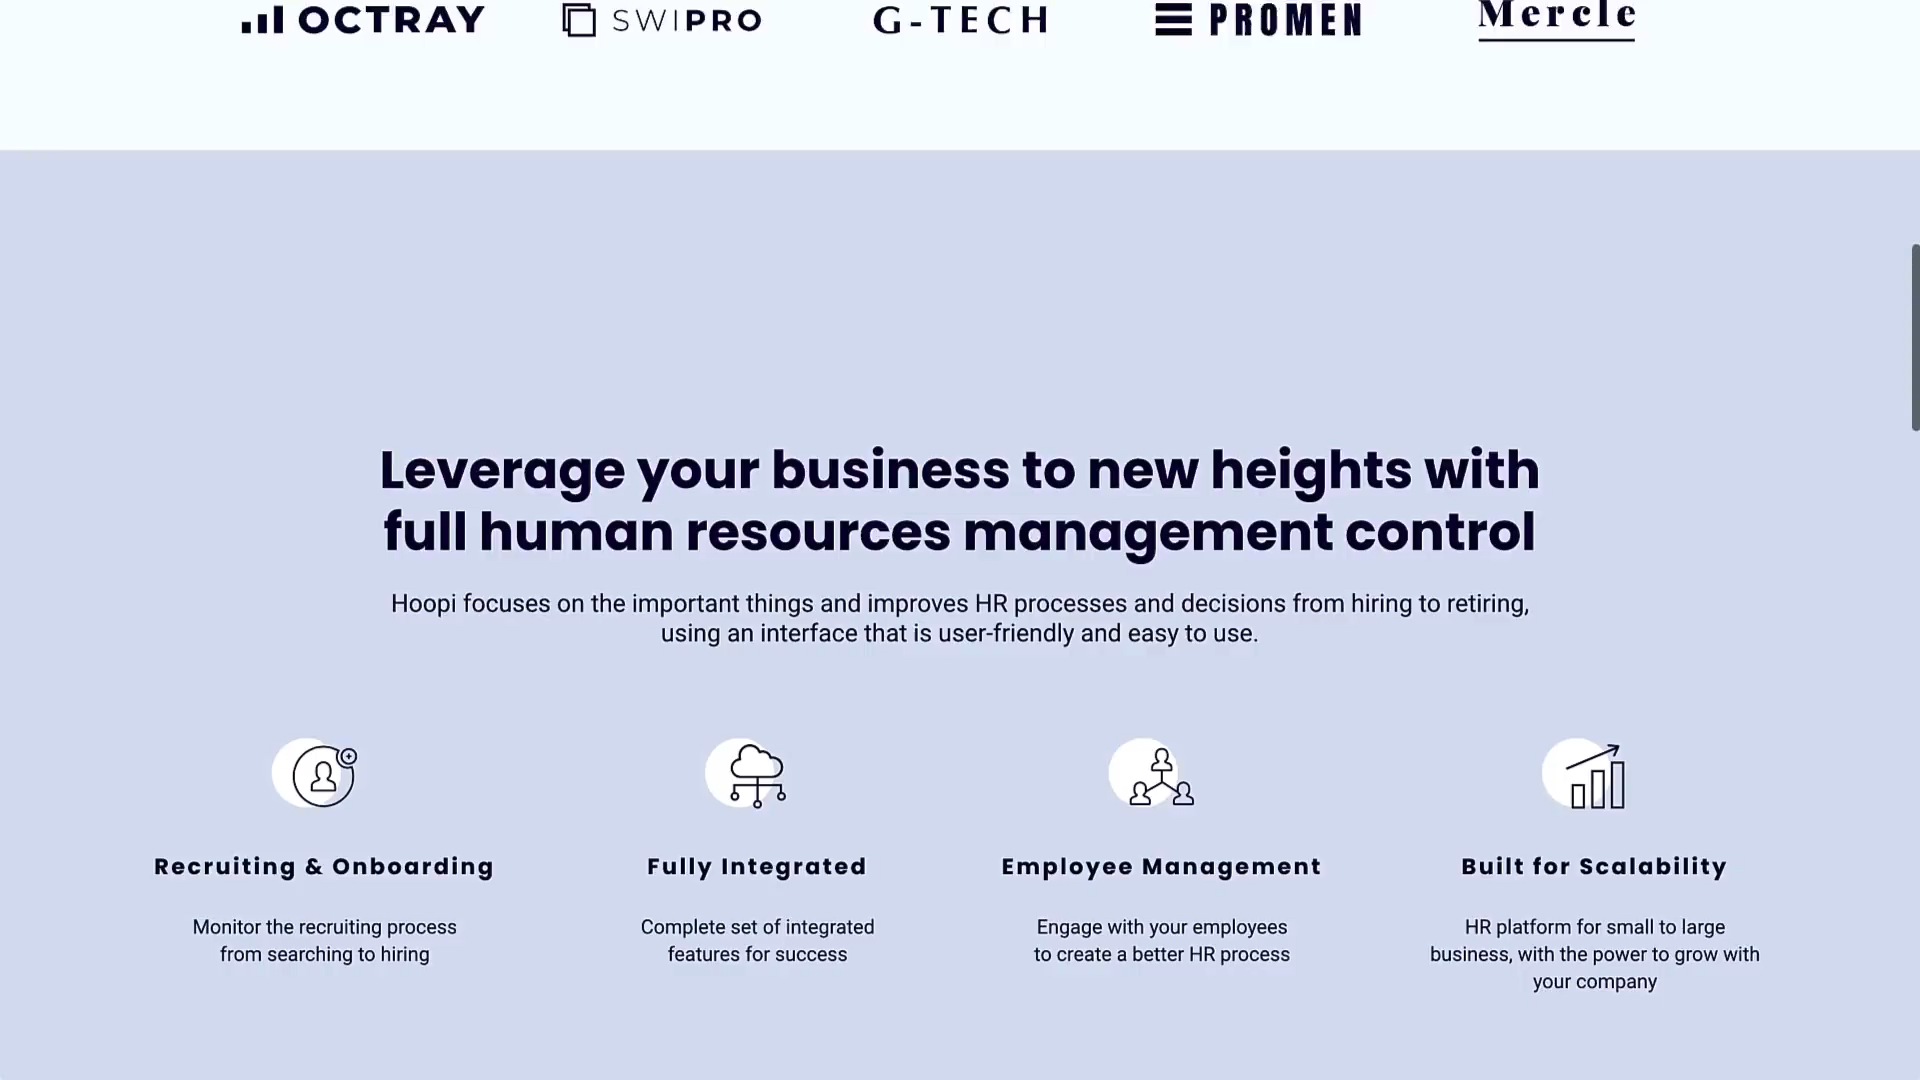 OCTRAY
SWIPRO
G-TECH
PROMEN
Mercle
Leverage your business to new heights with
full human resources management control
Hoopi focuses on the important things and improves HR processes and decisions from hiring to retiring,
using an interface that is user-friendly and easy to use.
Recruiting & Onboarding
Monitor the recruiting process
from searching to hiring
Fully Integrated
Complete set of integrated
features for success
Employee Management
Engage with your employees
to create a better HR process
Built for Scalability
HR platform for small to large
business, with the power to grow with
your company